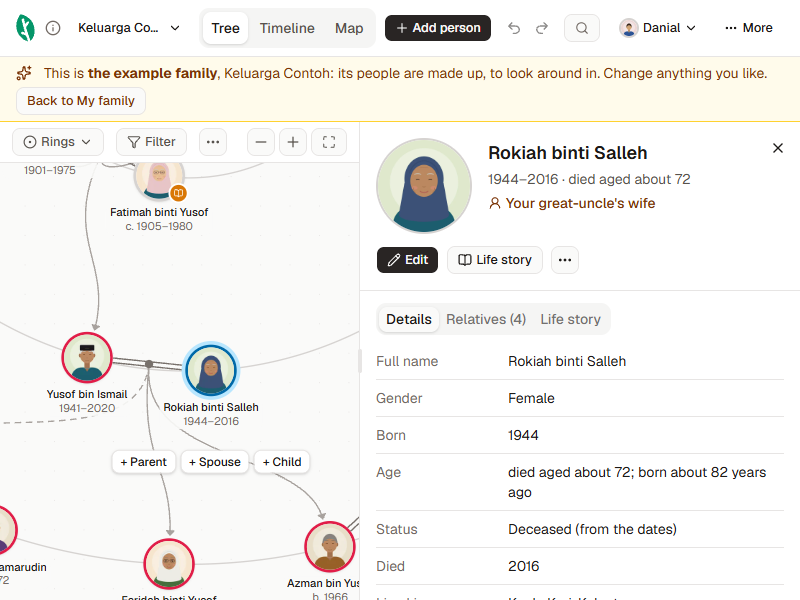 Keluarga Co...
Tree
Timeline
Map
+ Add person
Danial
More
This is the example family, Keluarga Contoh: its people are made up, to look around in. Change anything you like.
Back to My family
Rings
Filter
1901–1975
Fatimah binti Yusof
c. 1905–1980
Yusof bin Ismail
1941–2020
Rokiah binti Salleh
1944–2016
+ Parent
+ Spouse
+ Child
amarudin
72
Azman bin Yus
b. 1966
Faridah binti Yusof
Rokiah binti Salleh
1944–2016 · died aged about 72
Your great-uncle's wife
Edit
Life story
Details
Relatives (4)
Life story
Full name
Rokiah binti Salleh
Gender
Female
Born
1944
Age
died aged about 72; born about 82 years
ago
Status
Deceased (from the dates)
Died
2016